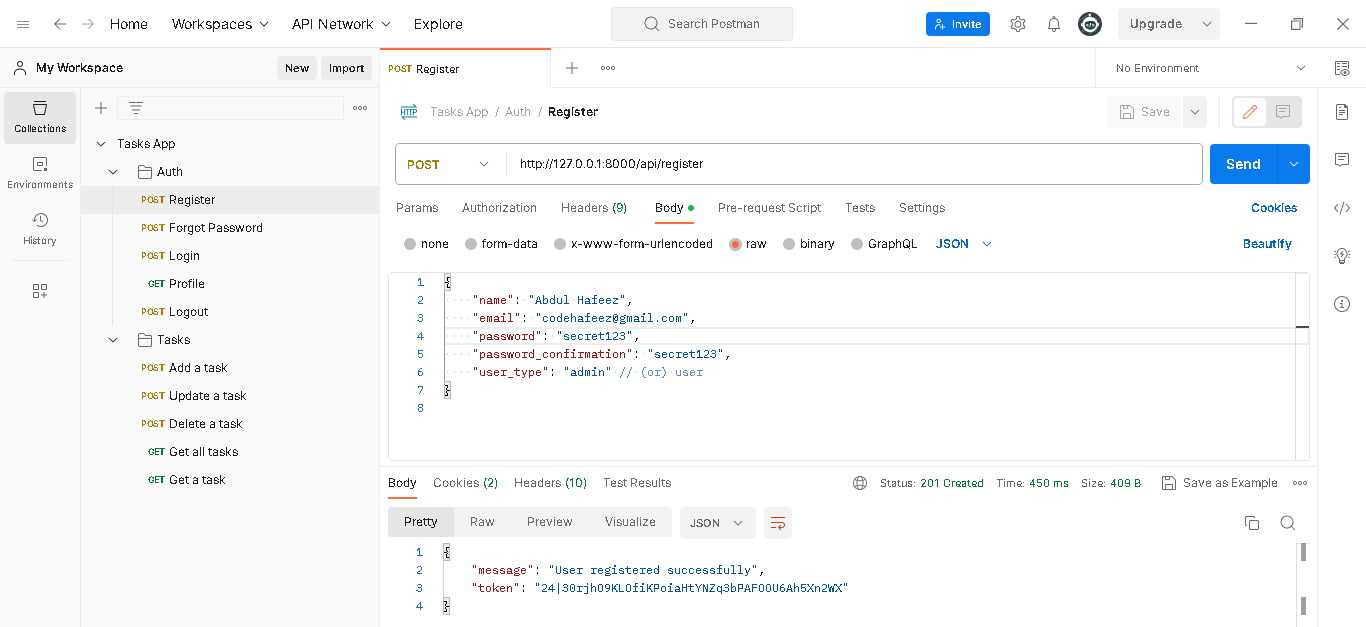 Home Workspaces API Network Explore Search Postman Invite Upgrade
My Workspace New Import POST Register No Environment
Collections
Environments
History
Tasks App
Auth
POST Register
POST Forgot Password
POST Login
GET Profile
POST Logout
Tasks
POST Add a task
POST Update a task
POST Delete a task
GET Get all tasks
GET Get a task
HTTP Tasks App / Auth / Register Save
POST http://127.0.0.1:8000/api/register Send
Params Authorization Headers (9) Body Pre-request Script Tests Settings Cookies
none form-data x-www-form-urlencoded raw binary GraphQL JSON Beautify
1 {
2 "name": "Abdul Hafeez",
3 "email": "codehafeez@gmail.com",
4 "password": "secret123",
5 "password_confirmation": "secret123",
6 "user_type": "admin" // (or) user
7 }
8
Body Cookies (2) Headers (10) Test Results Status: 201 Created Time: 450 ms Size: 409 B Save as Example
Pretty Raw Preview Visualize JSON
1 {
2 "message": "User registered successfully",
3 "token":
4 }